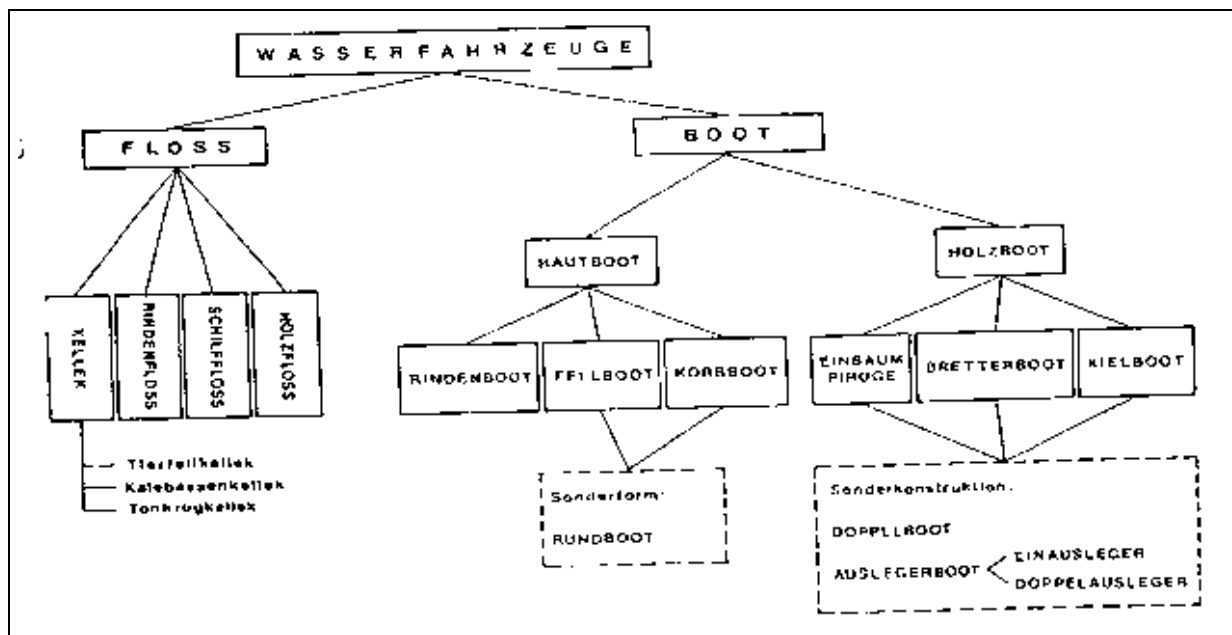 WASSERFAHRZEUGE
FLOSS
BOOT
HAUTBOOT
HOLZBOOT
KELLEK
RINDENFLOSS
SCHILFFLOSS
HOLZFLOSS
RINDENBOOT
FELLBOOT
KORBBOOT
EINBAUM
PIROGE
BRETTERBOOT
KIELBOOT
Tierfellkellek
Kalebassenkellek
Tonkrugkellek
Sonderform:
RUNDBOOT
Sonderkonstruktion:
DOPPLLBOOT
AUSLEGERBOOT
EINAUSLEGER
DOPPELAUSLEGER